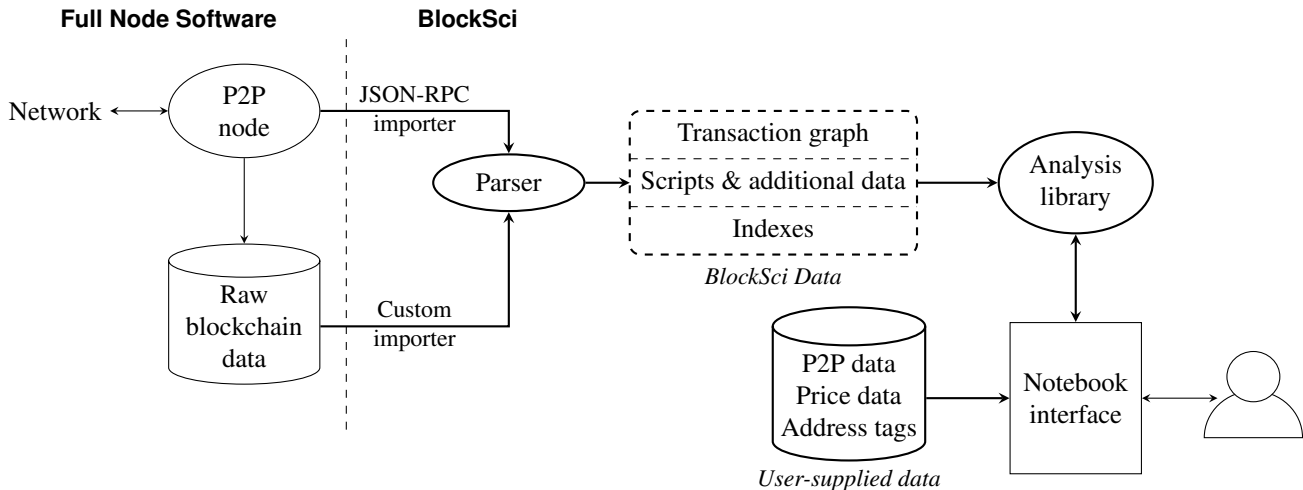 Full Node Software
BlockSci
Network
P2P
node
JSON-RPC
importer
Parser
Transaction graph
Scripts & additional data
Indexes
BlockSci Data
Analysis
library
Raw
blockchain
data
Custom
importer
P2P data
Price data
Address tags
User-supplied data
Notebook
interface